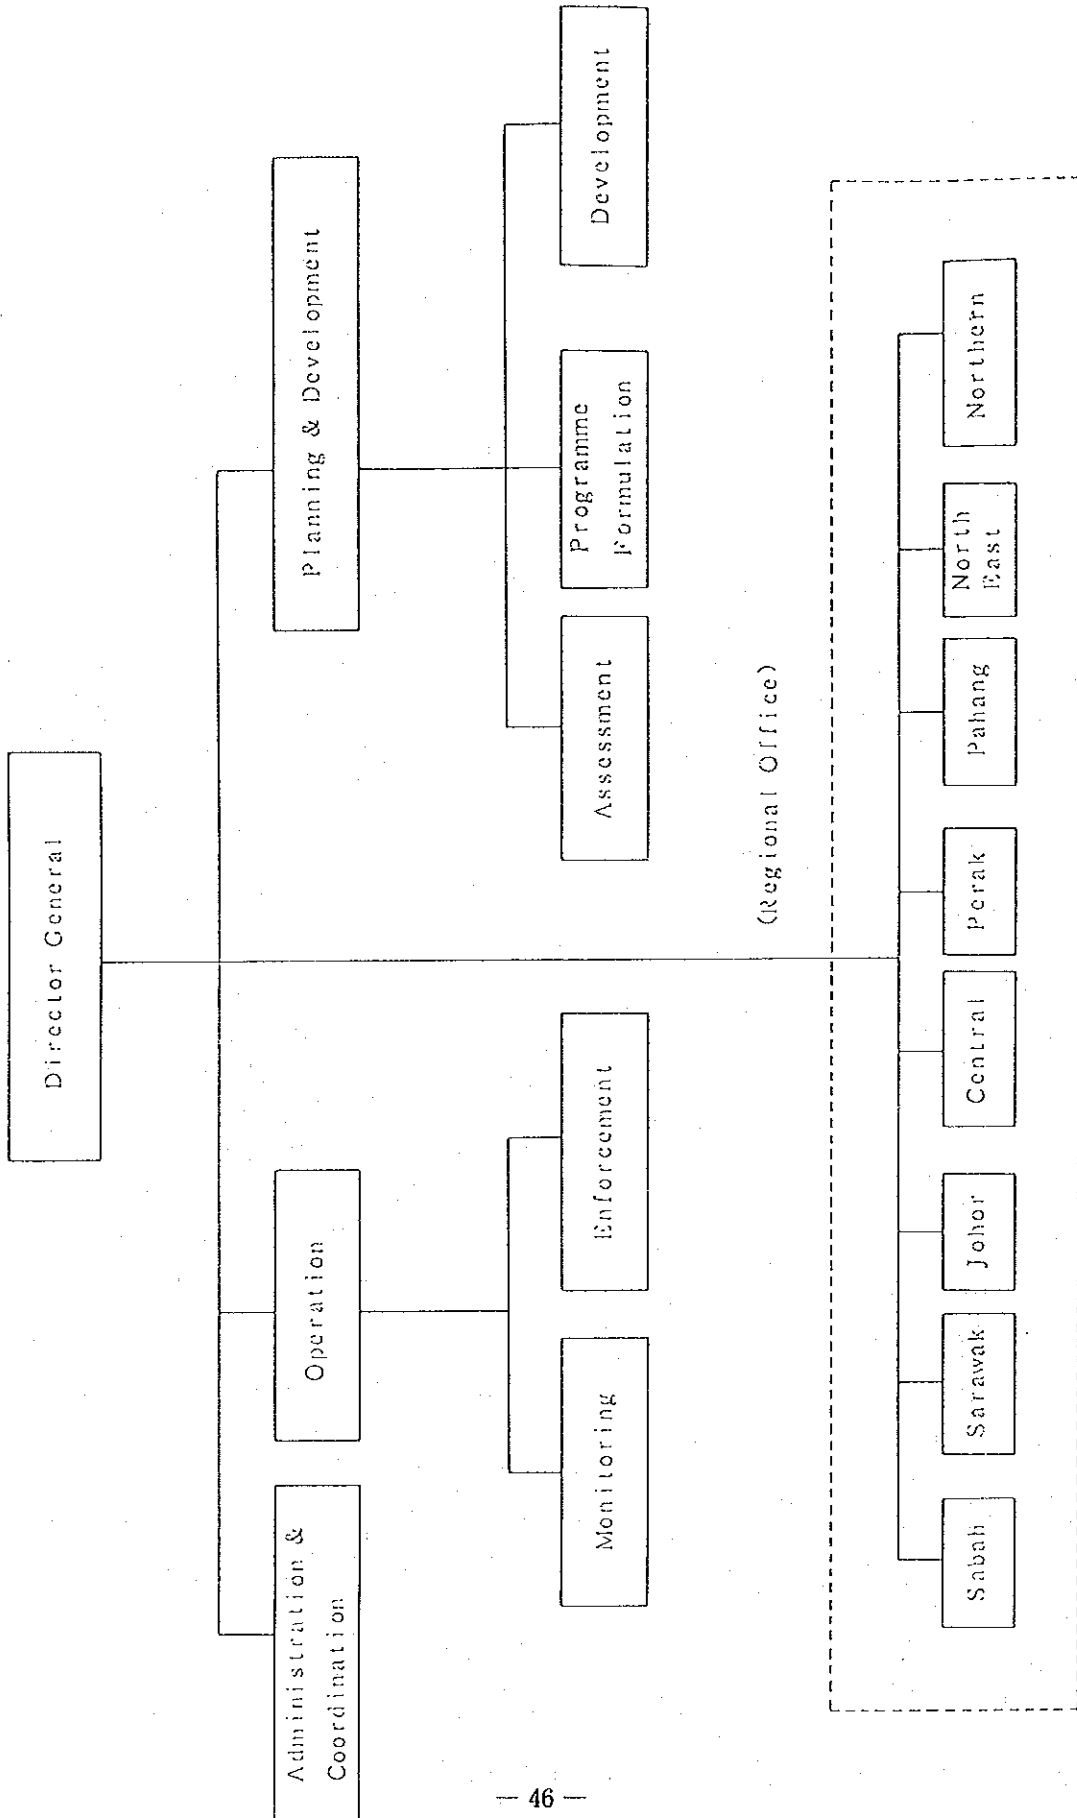 Director General
Administration &
Coordination
Operation
Planning & Development
Monitoring
Enforcement
Assessment
Programme
Formulation
Development
(Regional Office)
Sabah
Sarawak
Johor
Central
Perak
Pahang
North
East
Northern
— 46 —